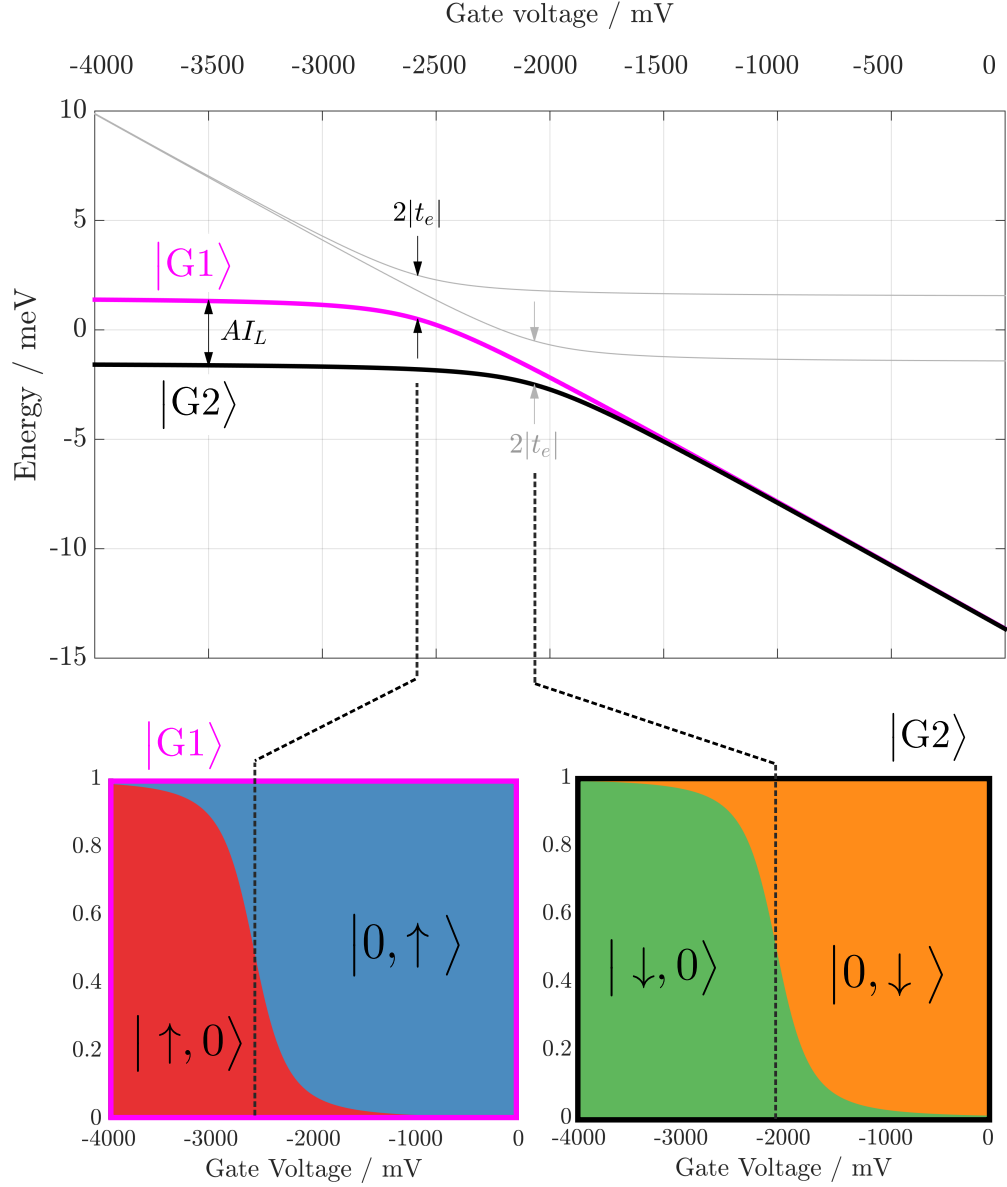 Gate voltage / mV
-4000 -3500 -3000 -2500 -2000 -1500 -1000 -500 0
10
5
0
-5
-10
-15
Energy / meV
2|t_e|
|G1⟩
AI_L
|G2⟩
2|t_e|
|G1⟩
|G2⟩
1
0.8
0.6
0.4
0.2
0
|0,↑⟩
|↑,0⟩
-4000 -3000 -2000 -1000 0
Gate Voltage / mV
1
0.8
0.6
0.4
0.2
0
|↓,0⟩
|0,↓⟩
-4000 -3000 -2000 -1000 0
Gate Voltage / mV